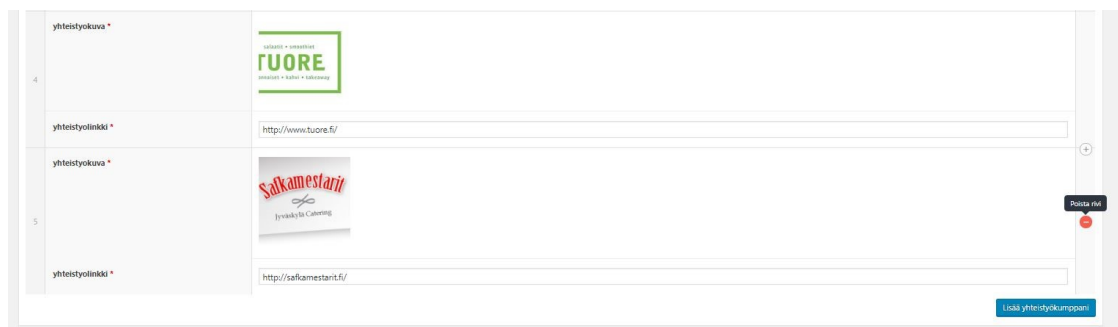 yhteistyokuva *
salaatit • smoothiet
TUORE
• kahvi • takeaway
4
yhteistyolinkki *
http://www.tuore.fi/
yhteistyokuva *
Safkamestarit
Jyväskylä Catering
Poista rivi
5
yhteistyolinkki *
http://safkamestarit.fi/
Lisää yhteistyökumppani